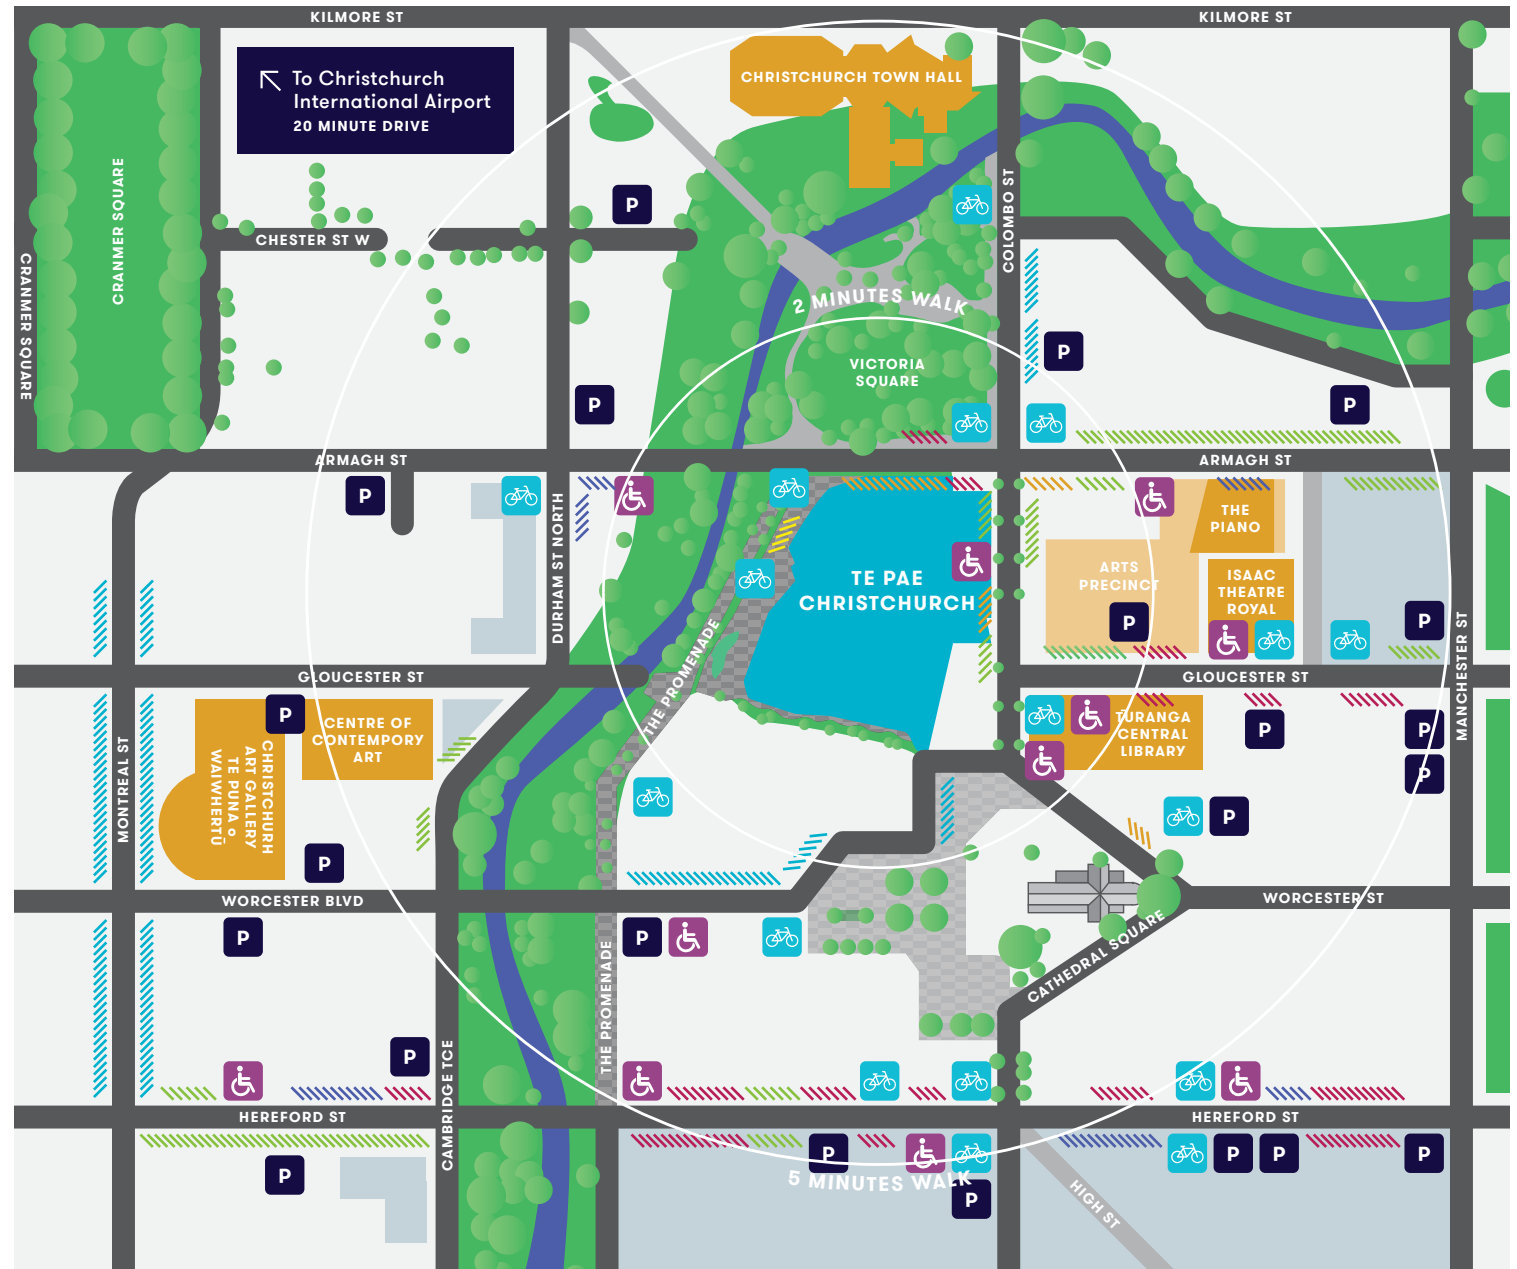 KILMORE ST
KILMORE ST
To Christchurch
International Airport
20 MINUTE DRIVE
CHRISTCHURCH TOWN HALL
CRANMER SQUARE
CRANMER SQUARE
CHESTER ST W
P
COLOMBO ST
2 MINUTES WALK
VICTORIA
SQUARE
P
P
P
ARMAGH ST
ARMAGH ST
P
DURHAM ST NORTH
TE PAE
CHRISTCHURCH
THE
PIANO
ARTS
PRECINCT
ISAAC
THEATRE
ROYAL
P
P
MANCHESTER ST
THE PROMENADE
GLOUCESTER ST
GLOUCESTER ST
P
CENTRE OF
CONTEMPORY
ART
CHRISTCHURH
ART GALLERY
TE PUNA O
WAIWHERTŪ
MONTREAL ST
TŪRANGA
CENTRAL
LIBRARY
P
P
P
P
P
WORCESTER BLVD
WORCESTER ST
P
P
CATHEDRAL SQUARE
THE PROMENADE
P
CAMBRIDGE TCE
HEREFORD ST
HEREFORD ST
P
P
P
P
P
5 MINUTES WALK
P
HIGH ST